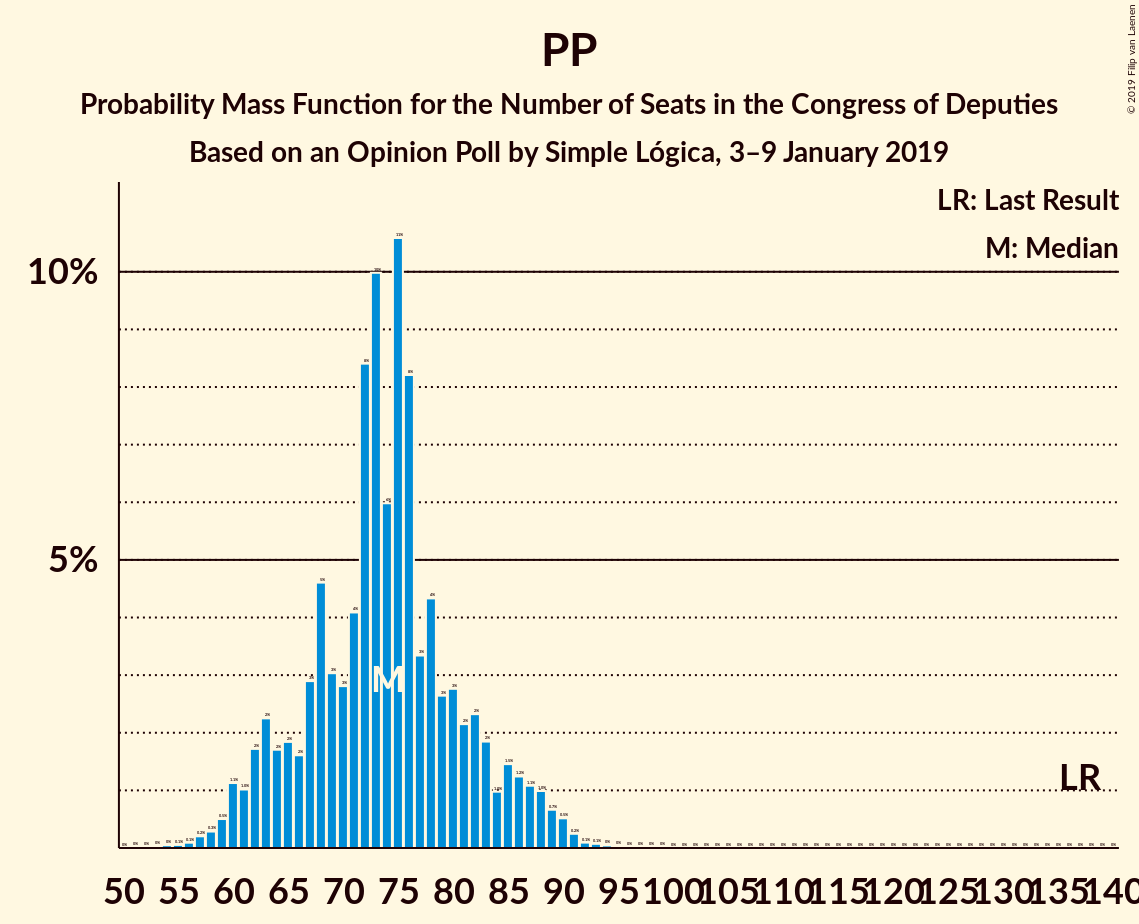 PP
Probability Mass Function for the Number of Seats in the Congress of Deputies
Based on an Opinion Poll by Simple Lógica, 3–9 January 2019
© 2019 Filip van Laenen
LR: Last Result
M: Median
10%
5%
M
LR
50 55 60 65 70 75 80 85 90 95 100 105 110 115 120 125 130 135 140